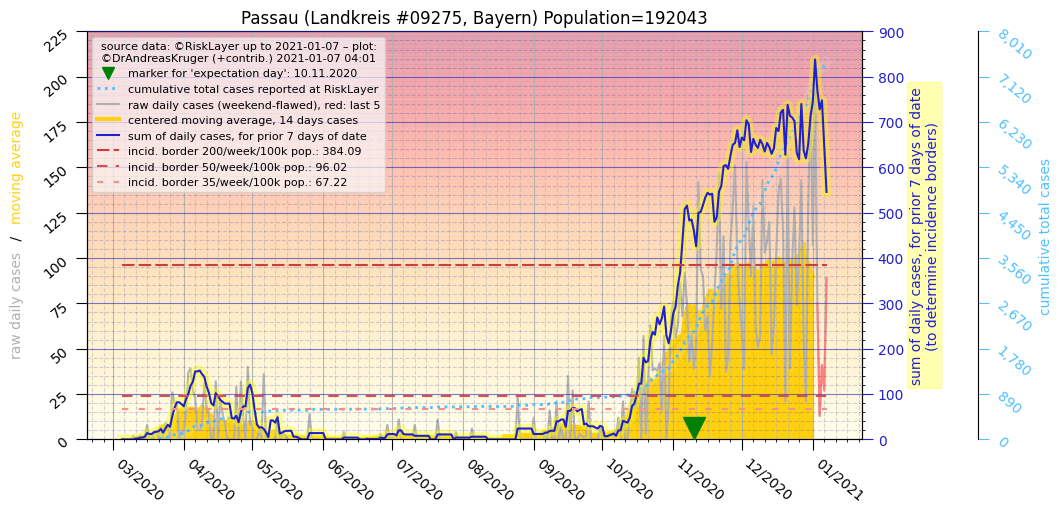 Passau (Landkreis #09275, Bayern) Population=192043
source data: ©RiskLayer up to 2021-01-07 – plot:
©DrAndreasKruger (+contrib.) 2021-01-07 04:01
marker for 'expectation day': 10.11.2020
cumulative total cases reported at RiskLayer
raw daily cases (weekend-flawed), red: last 5
centered moving average, 14 days cases
sum of daily cases, for prior 7 days of date
incid. border 200/week/100k pop.: 384.09
incid. border 50/week/100k pop.: 96.02
incid. border 35/week/100k pop.: 67.22
raw daily cases / moving average
225
200
175
150
125
100
75
50
25
0
03/2020
04/2020
05/2020
06/2020
07/2020
08/2020
09/2020
10/2020
11/2020
12/2020
01/2021
900
800
700
600
500
400
300
200
100
0
sum of daily cases, for prior 7 days of date
(to determine incidence borders)
8,010
7,120
6,230
5,340
4,450
3,560
2,670
1,780
890
0
cumulative total cases